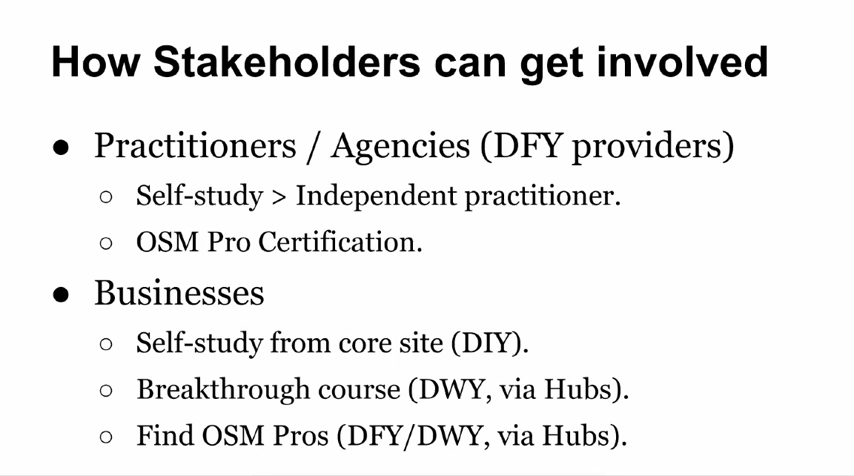 How Stakeholders can get involved
● Practitioners / Agencies (DFY providers)
○ Self-study > Independent practitioner.
○ OSM Pro Certification.
● Businesses
○ Self-study from core site (DIY).
○ Breakthrough course (DWY, via Hubs).
○ Find OSM Pros (DFY/DWY, via Hubs).